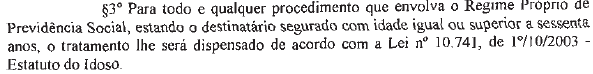 §3º Para todo e qualquer procedimento que envolva o Regime Próprio de
Previdência Social, estando o destinatário segurado com idade igual ou superior a sessenta
anos, o tratamento lhe será dispensado de acordo com a Lei nº 10.741, de 1º/10/2003 -
Estatuto do Idoso.